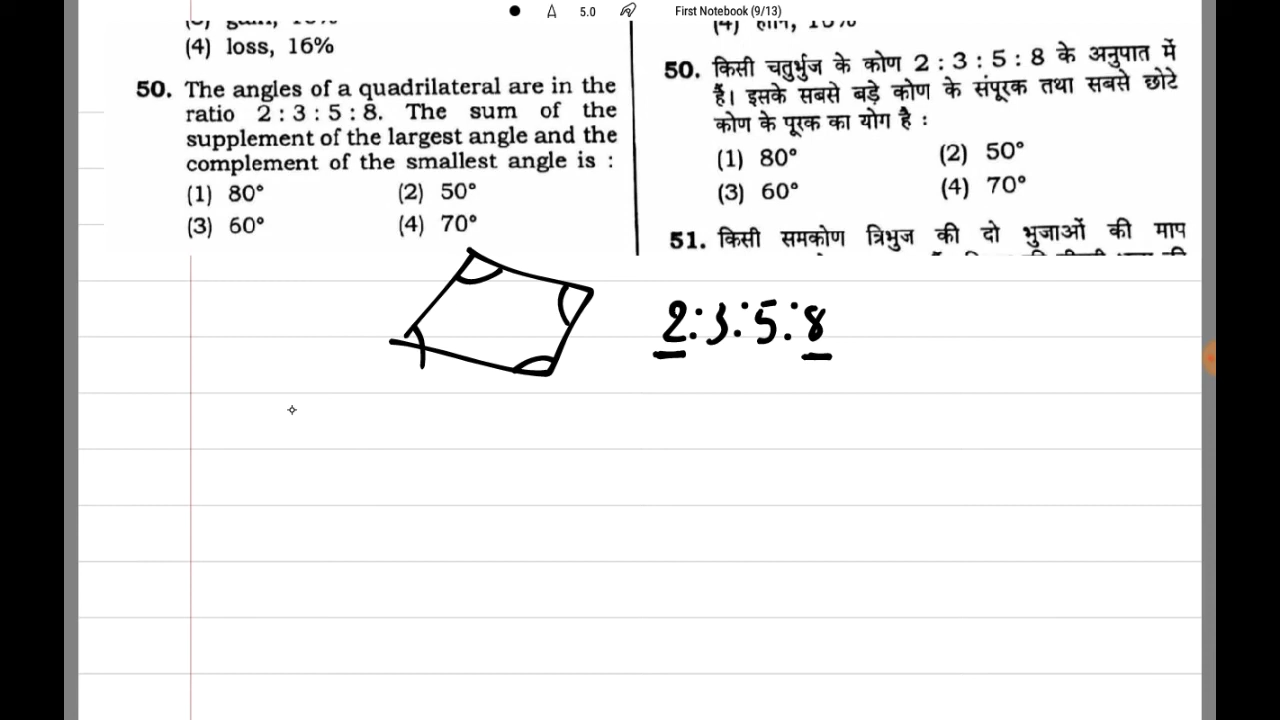 5.0 First Notebook (9/13)
(4) loss, 16%
50. The angles of a quadrilateral are in the
ratio 2 : 3 : 5 : 8. The sum of the
supplement of the largest angle and the
complement of the smallest angle is :
(1) 80° (2) 50°
(3) 60° (4) 70°
50. किसी चतुर्भुज के कोण 2 : 3 : 5 : 8 के अनुपात में
हैं। इसके सबसे बड़े कोण के संपूरक तथा सबसे छोटे
कोण के पूरक का योग है :
(1) 80° (2) 50°
(3) 60° (4) 70°
51. किसी समकोण त्रिभुज की दो भुजाओं की माप
2:3:5:8